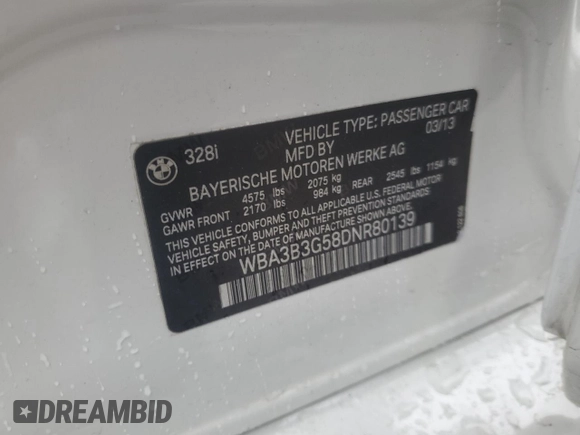 328i
VEHICLE TYPE: PASSENGER CAR
MFD BY 03/13
BAYERISCHE MOTOREN WERKE AG
GVWR 4575 lbs 2075 kg
GAWR FRONT 2170 lbs 984 kg REAR 2545 lbs 1154 kg
THIS VEHICLE CONFORMS TO ALL APPLICABLE U.S. FEDERAL MOTOR
VEHICLE SAFETY, BUMPER, AND THEFT PREVENTION STANDARDS
IN EFFECT ON THE DATE OF MANUFACTURE SHOWN ABOVE.
WBA3B3G58DNR80139
DREAMBID